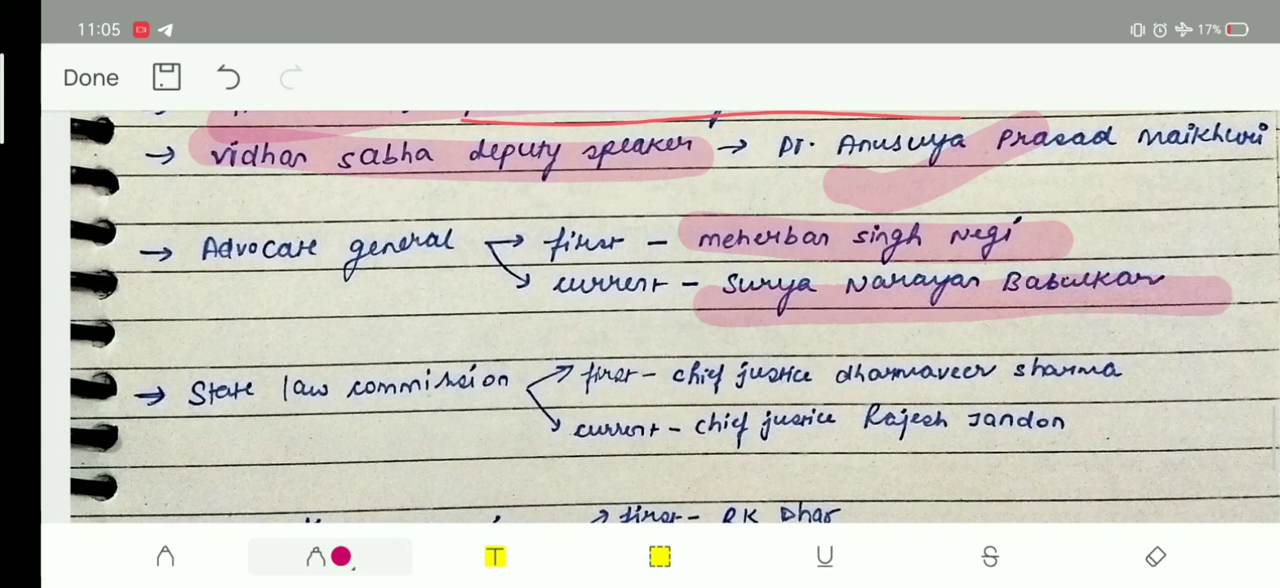 11:05 17%
Done
→ vidhan sabha deputy speaker → Dr. Anusuya Prasad Maikhuri
→ Advocate general → first - meherban singh Negi
→ current - Surya Narayan Babulkar
→ State law commission → first - chief justice dharmaveer sharma
→ current - chief justice Rajesh Tandon
→ first - RK Dhar
T U S